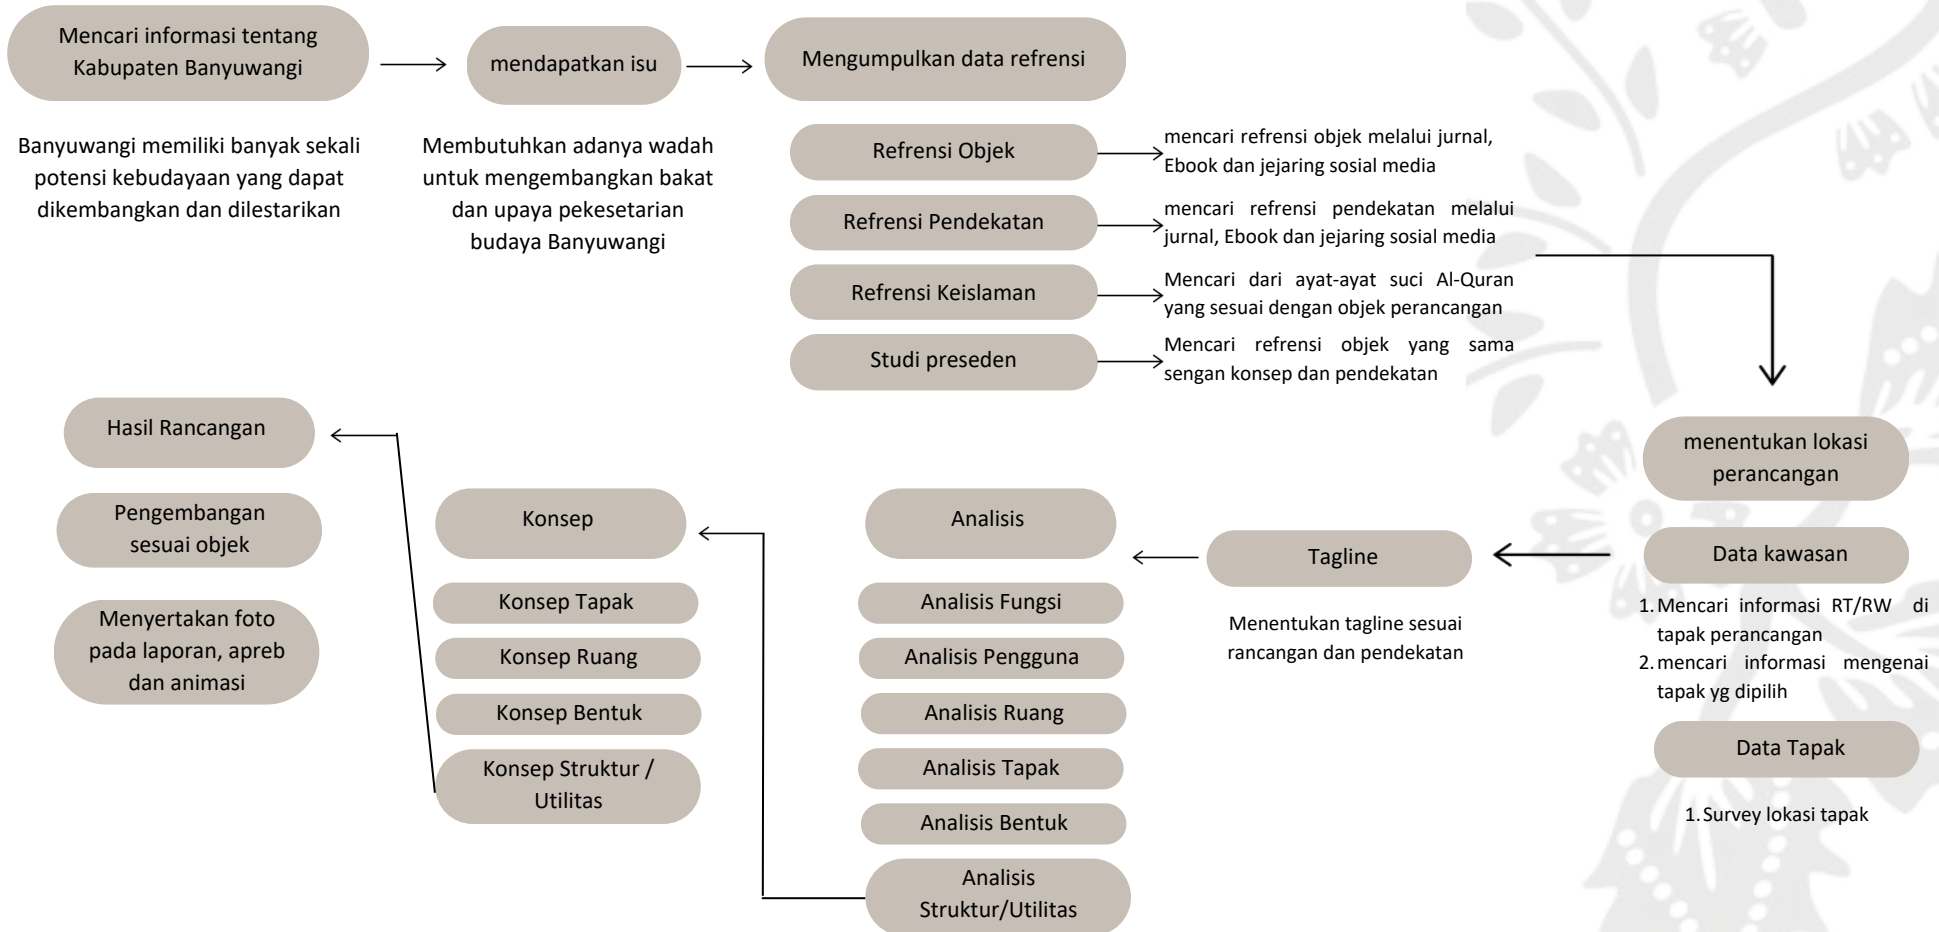 Mencari informasi tentang
Kabupaten Banyuwangi
mendapatkan isu
Mengumpulkan data refrensi
Banyuwangi memiliki banyak sekali
potensi kebudayaan yang dapat
dikembangkan dan dilestarikan
Membutuhkan adanya wadah
untuk mengembangkan bakat
dan upaya pekesetarian
budaya Banyuwangi
Refrensi Objek
mencari refrensi objek melalui jurnal,
Ebook dan jejaring sosial media
Refrensi Pendekatan
mencari refrensi pendekatan melalui
jurnal, Ebook dan jejaring sosial media
Refrensi Keislaman
Mencari dari ayat-ayat suci Al-Quran
yang sesuai dengan objek perancangan
Studi preseden
Mencari refrensi objek yang sama
sengan konsep dan pendekatan
menentukan lokasi
perancangan
Data kawasan
1. Mencari informasi RT/RW di
tapak perancangan
2. mencari informasi mengenai
tapak yg dipilih
Data Tapak
1. Survey lokasi tapak
Tagline
Menentukan tagline sesuai
rancangan dan pendekatan
Analisis
Analisis Fungsi
Analisis Pengguna
Analisis Ruang
Analisis Tapak
Analisis Bentuk
Analisis
Struktur/Utilitas
Konsep
Konsep Tapak
Konsep Ruang
Konsep Bentuk
Konsep Struktur /
Utilitas
Hasil Rancangan
Pengembangan
sesuai objek
Menyertakan foto
pada laporan, apreb
dan animasi